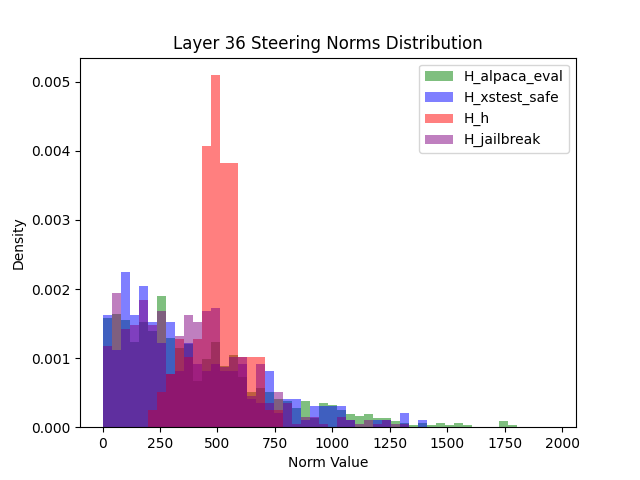 Layer 36 Steering Norms Distribution
H_alpaca_eval
H_xstest_safe
H_h
H_jailbreak
Density
0.005
0.004
0.003
0.002
0.001
0.000
0 250 500 750 1000 1250 1500 1750 2000
Norm Value